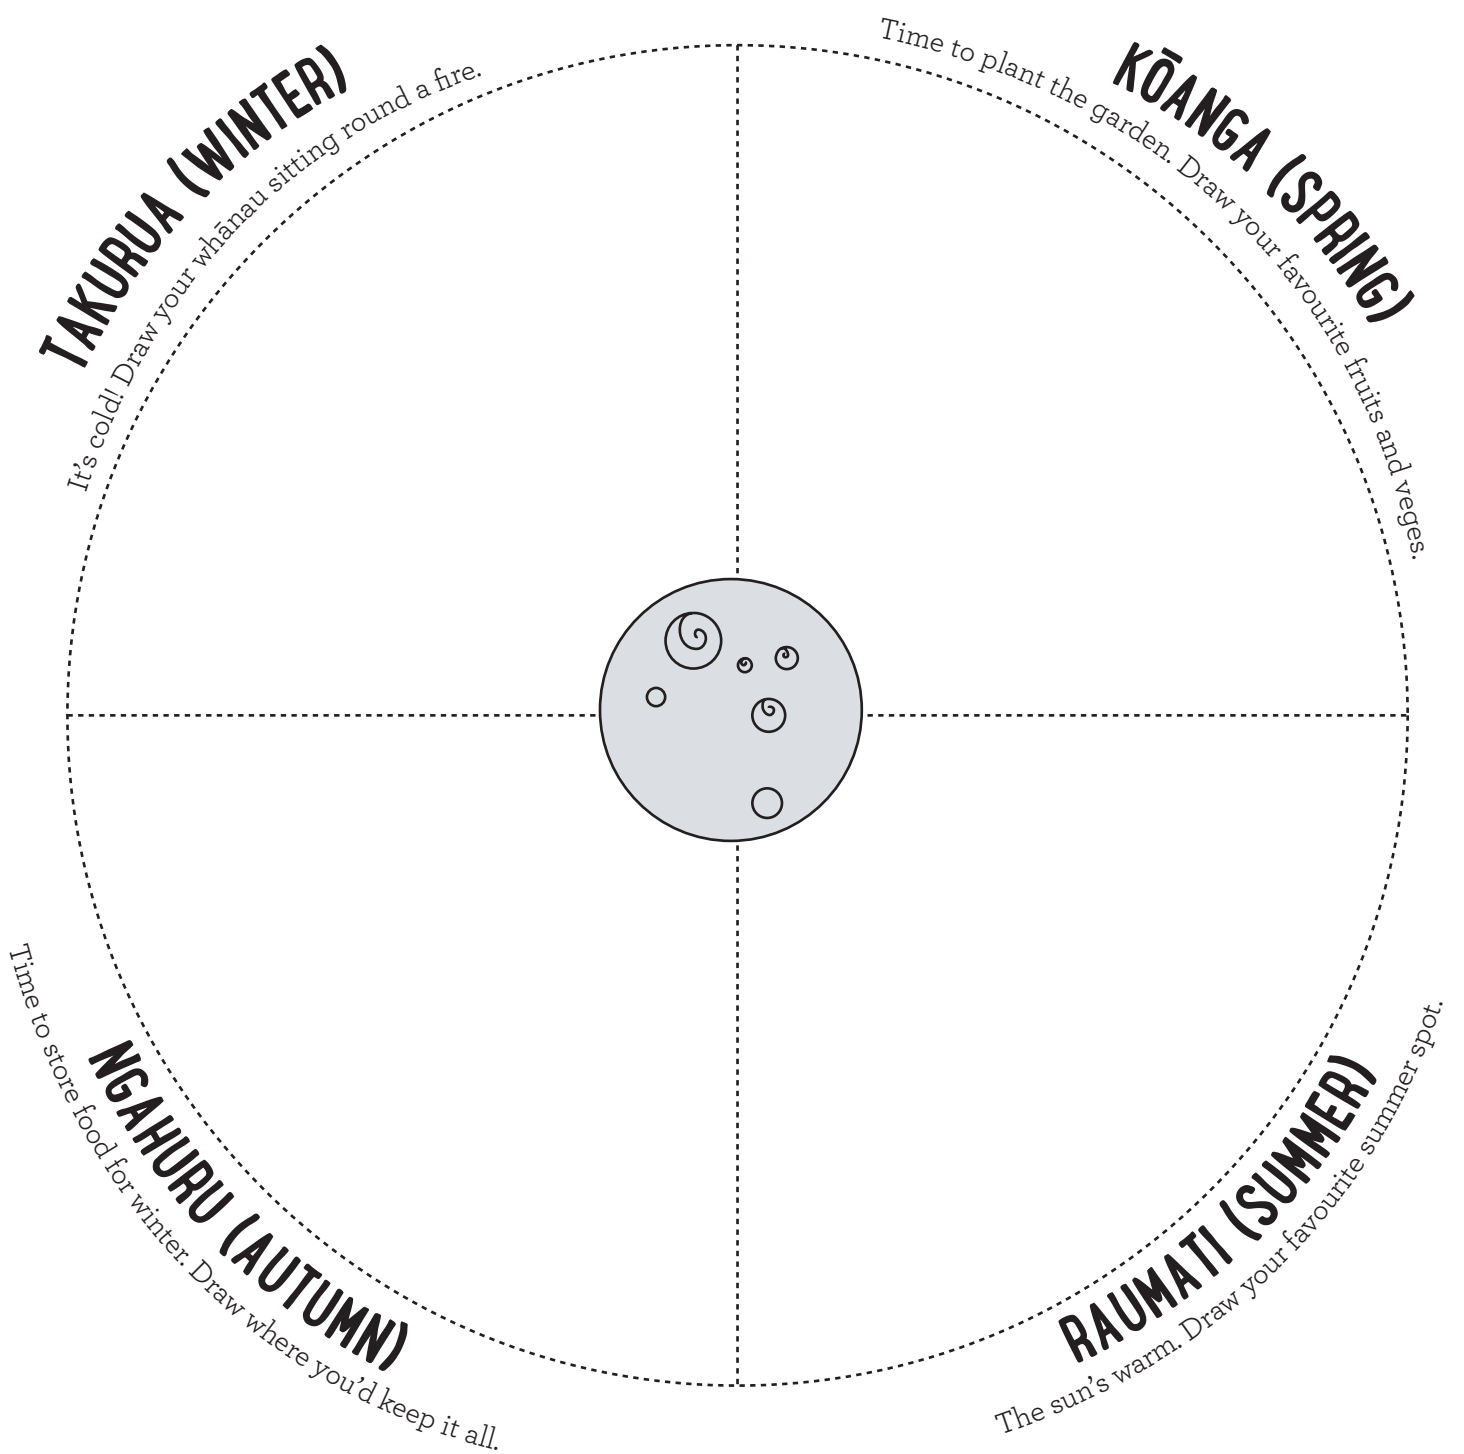 TAKURUA (WINTER)
It's cold! Draw your whānau sitting round a fire.
KŌANGA (SPRING)
Time to plant the garden. Draw your favourite fruits and veges.
NGAHURU (AUTUMN)
Time to store food for winter. Draw where you'd keep it all.
RAUMATI (SUMMER)
The sun's warm. Draw your favourite summer spot.